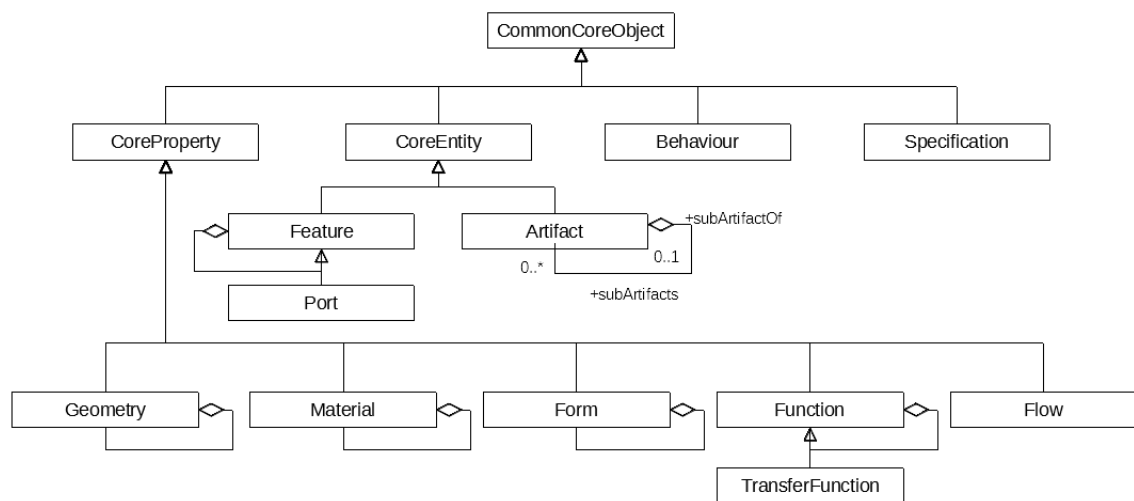 CommonCoreObject
CoreProperty
CoreEntity
Behaviour
Specification
Feature
Artifact
+subArtifactOf
0..*
0..1
+subArtifacts
Port
Geometry
Material
Form
Function
Flow
TransferFunction